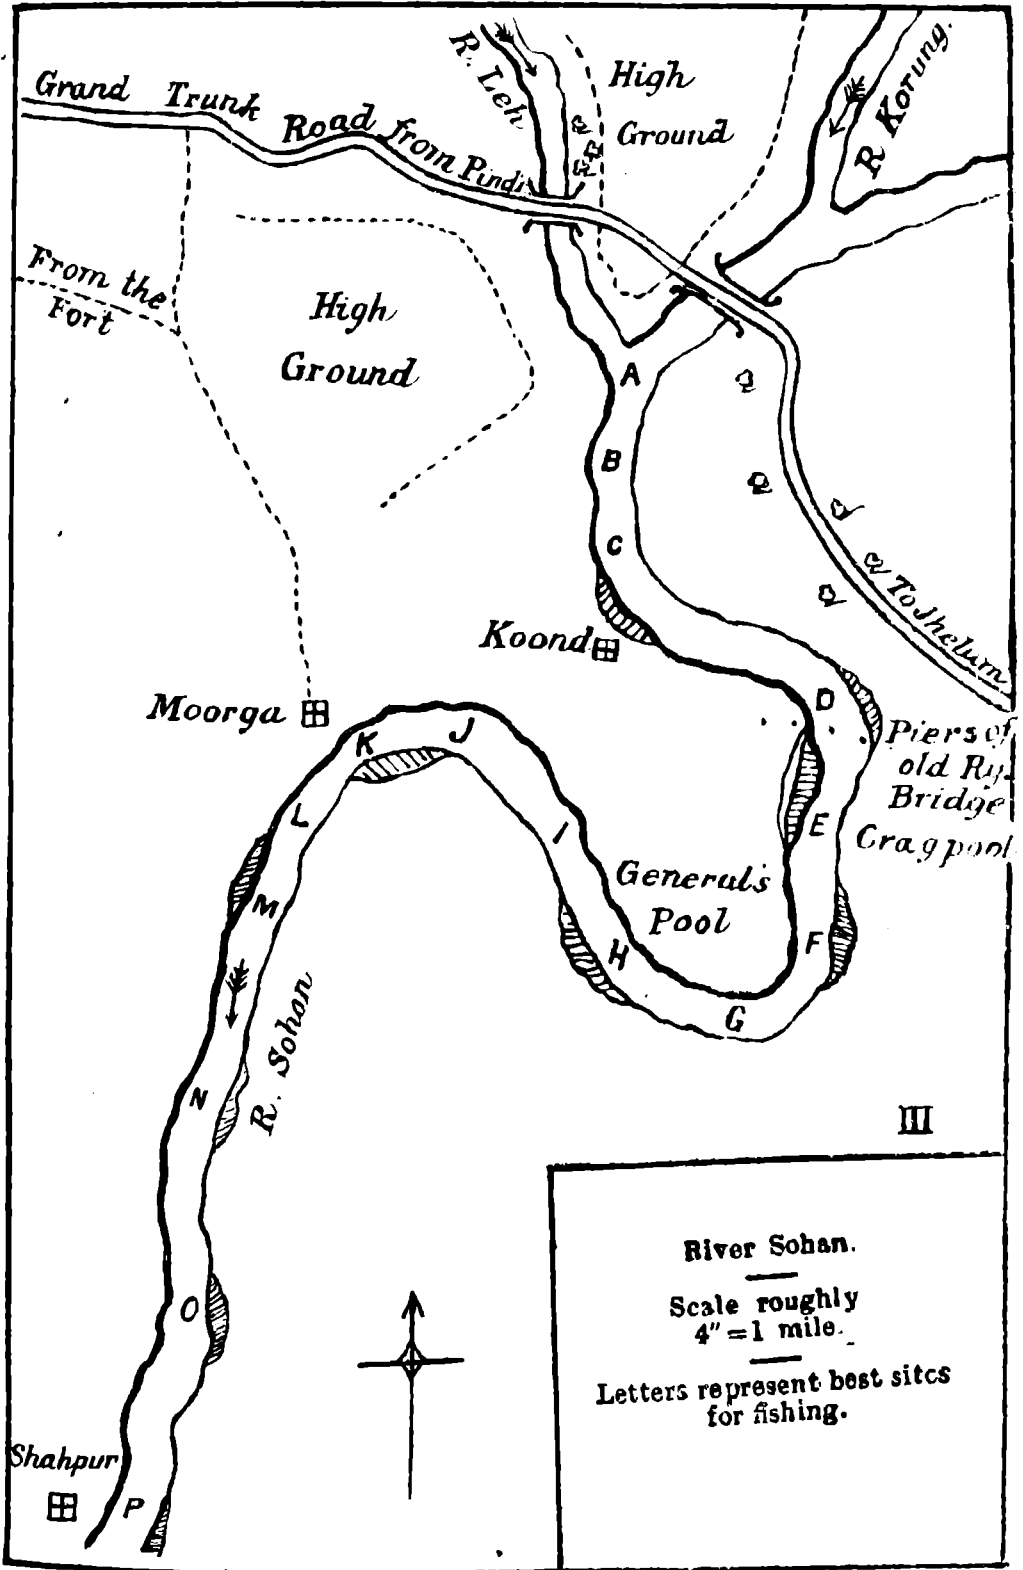 R. Leh
High
Ground
R Korung.
Grand Trunk Road from Pindi
From the
Fort
High
Ground
A
B
C
Koond
To Jhelum
Moorga
D
Piers of
old Ry.
Bridge
K
J
L
I
E
Crag pool
General's
Pool
M
F
H
G
R. Sohan
N
III
River Sohan.
Scale roughly
4" = 1 mile.
Letters represent best sites
for fishing.
O
Shahpur
P